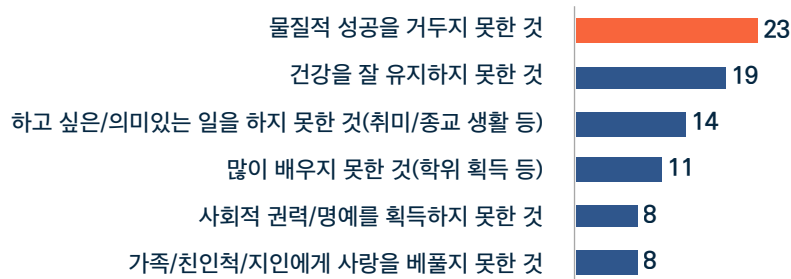 물질적 성공을 거두지 못한 것 23
건강을 잘 유지하지 못한 것 19
하고 싶은/의미있는 일을 하지 못한 것(취미/종교 생활 등) 14
많이 배우지 못한 것(학위 획득 등) 11
사회적 권력/명예를 획득하지 못한 것 8
가족/친인척/지인에게 사랑을 베풀지 못한 것 8